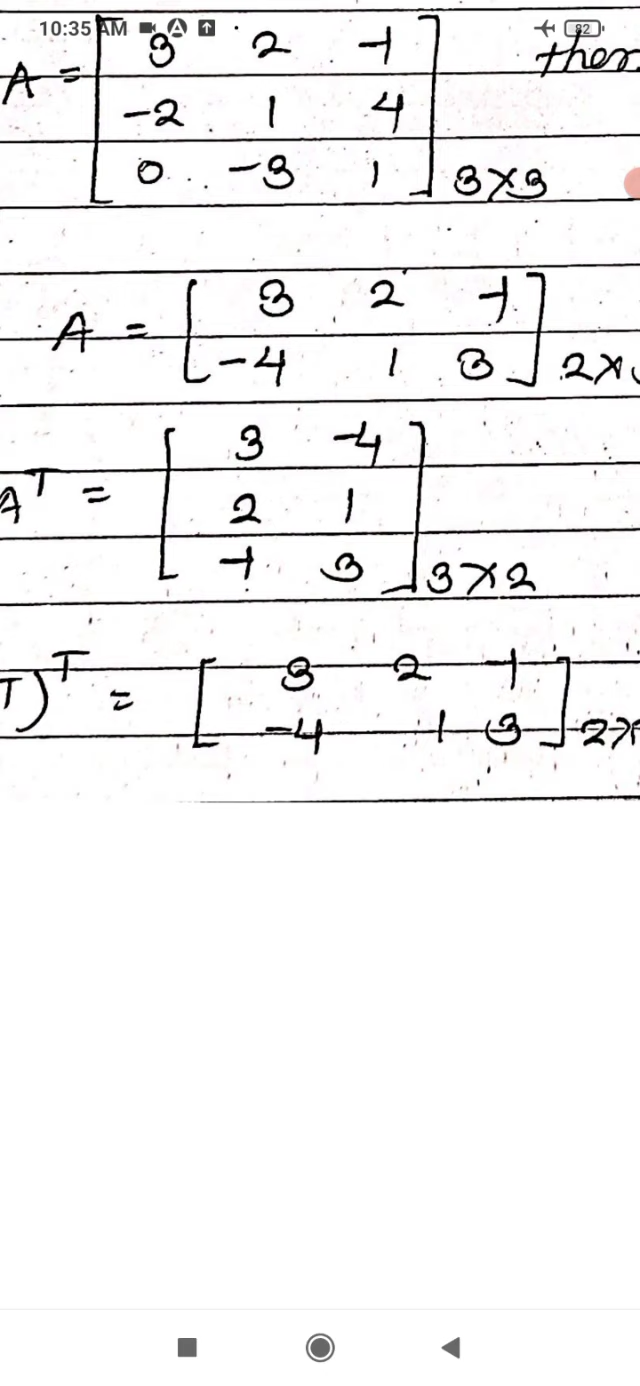 10:35 AM 82
A = [ 3 2 -1
-2 1 4
0 -3 1 ] 3×3
A = [ 3 2 -1
-4 1 3 ] 2×
A^T = [ 3 -4
2 1
-1 3 ] 3×2
T)^T = [ 3 2 -1
-4 1 3 ] 2×